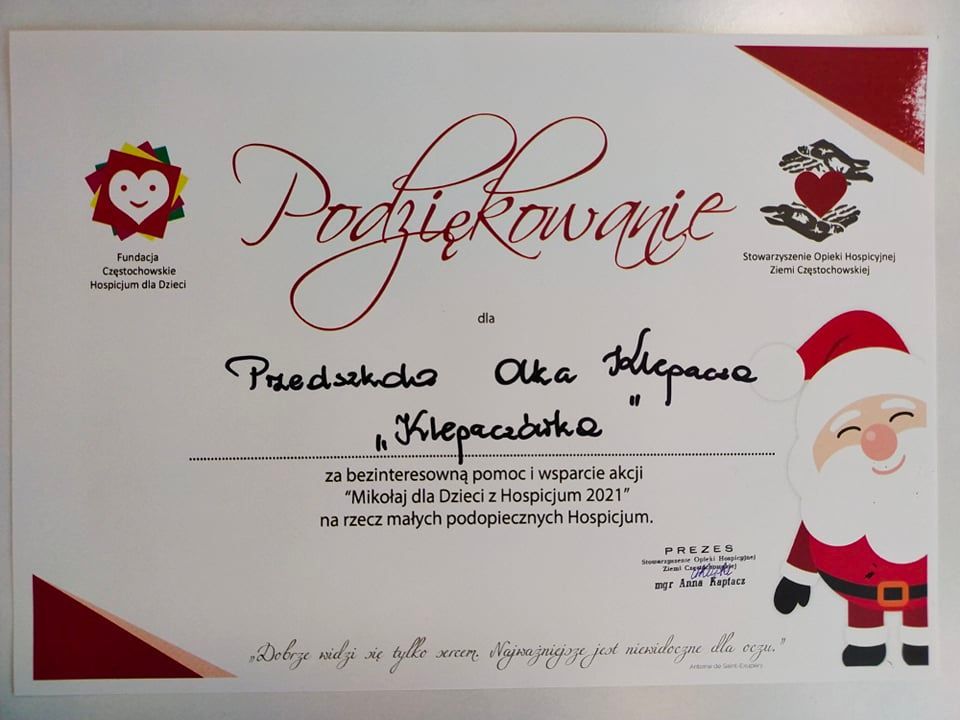 Podziękowanie
Fundacja
Częstochowskie
Hospicjum dla Dzieci
Stowarzyszenie Opieki Hospicyjnej
Ziemi Częstochowskiej
dla
Przedszkola Olka Klepacza
„Klepaczówka"
za bezinteresowną pomoc i wsparcie akcji
"Mikołaj dla Dzieci z Hospicjum 2021"
na rzecz małych podopiecznych Hospicjum.
PREZES
Stowarzyszenie Opieki Hospicyjnej
Ziemi Częstochowskiej
mgr Anna Kaptacz
„Dobrze widzi się tylko sercem. Najważniejsze jest niewidoczne dla oczu."
Antoine de Saint-Exupéry